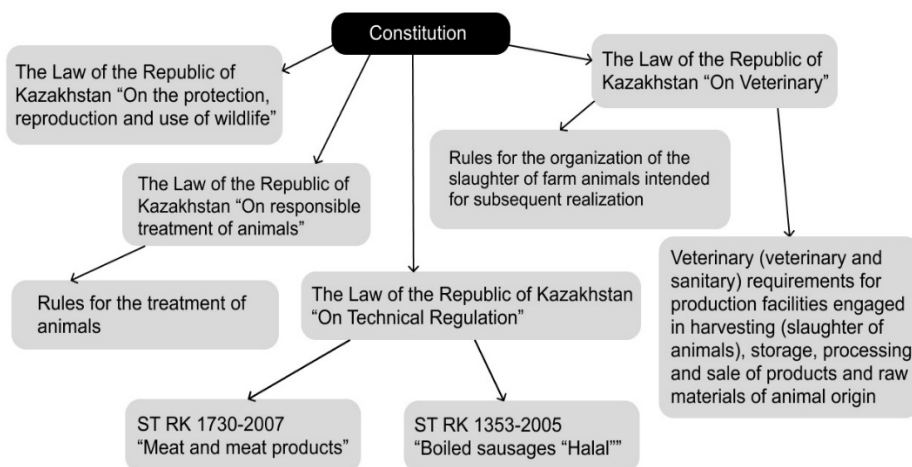 Constitution
The Law of the Republic of
Kazakhstan “On the protection,
reproduction and use of wildlife”
The Law of the Republic of
Kazakhstan “On Veterinary”
Rules for the organization of the
slaughter of farm animals intended
for subsequent realization
The Law of the Republic of
Kazakhstan “On responsible
treatment of animals”
Veterinary (veterinary and
sanitary) requirements for
production facilities engaged
in harvesting (slaughter of
animals), storage, processing
and sale of products and raw
materials of animal origin
Rules for the treatment of
animals
The Law of the Republic of Kazakhstan
“On Technical Regulation”
ST RK 1730-2007
“Meat and meat products”
ST RK 1353-2005
“Boiled sausages “Halal””